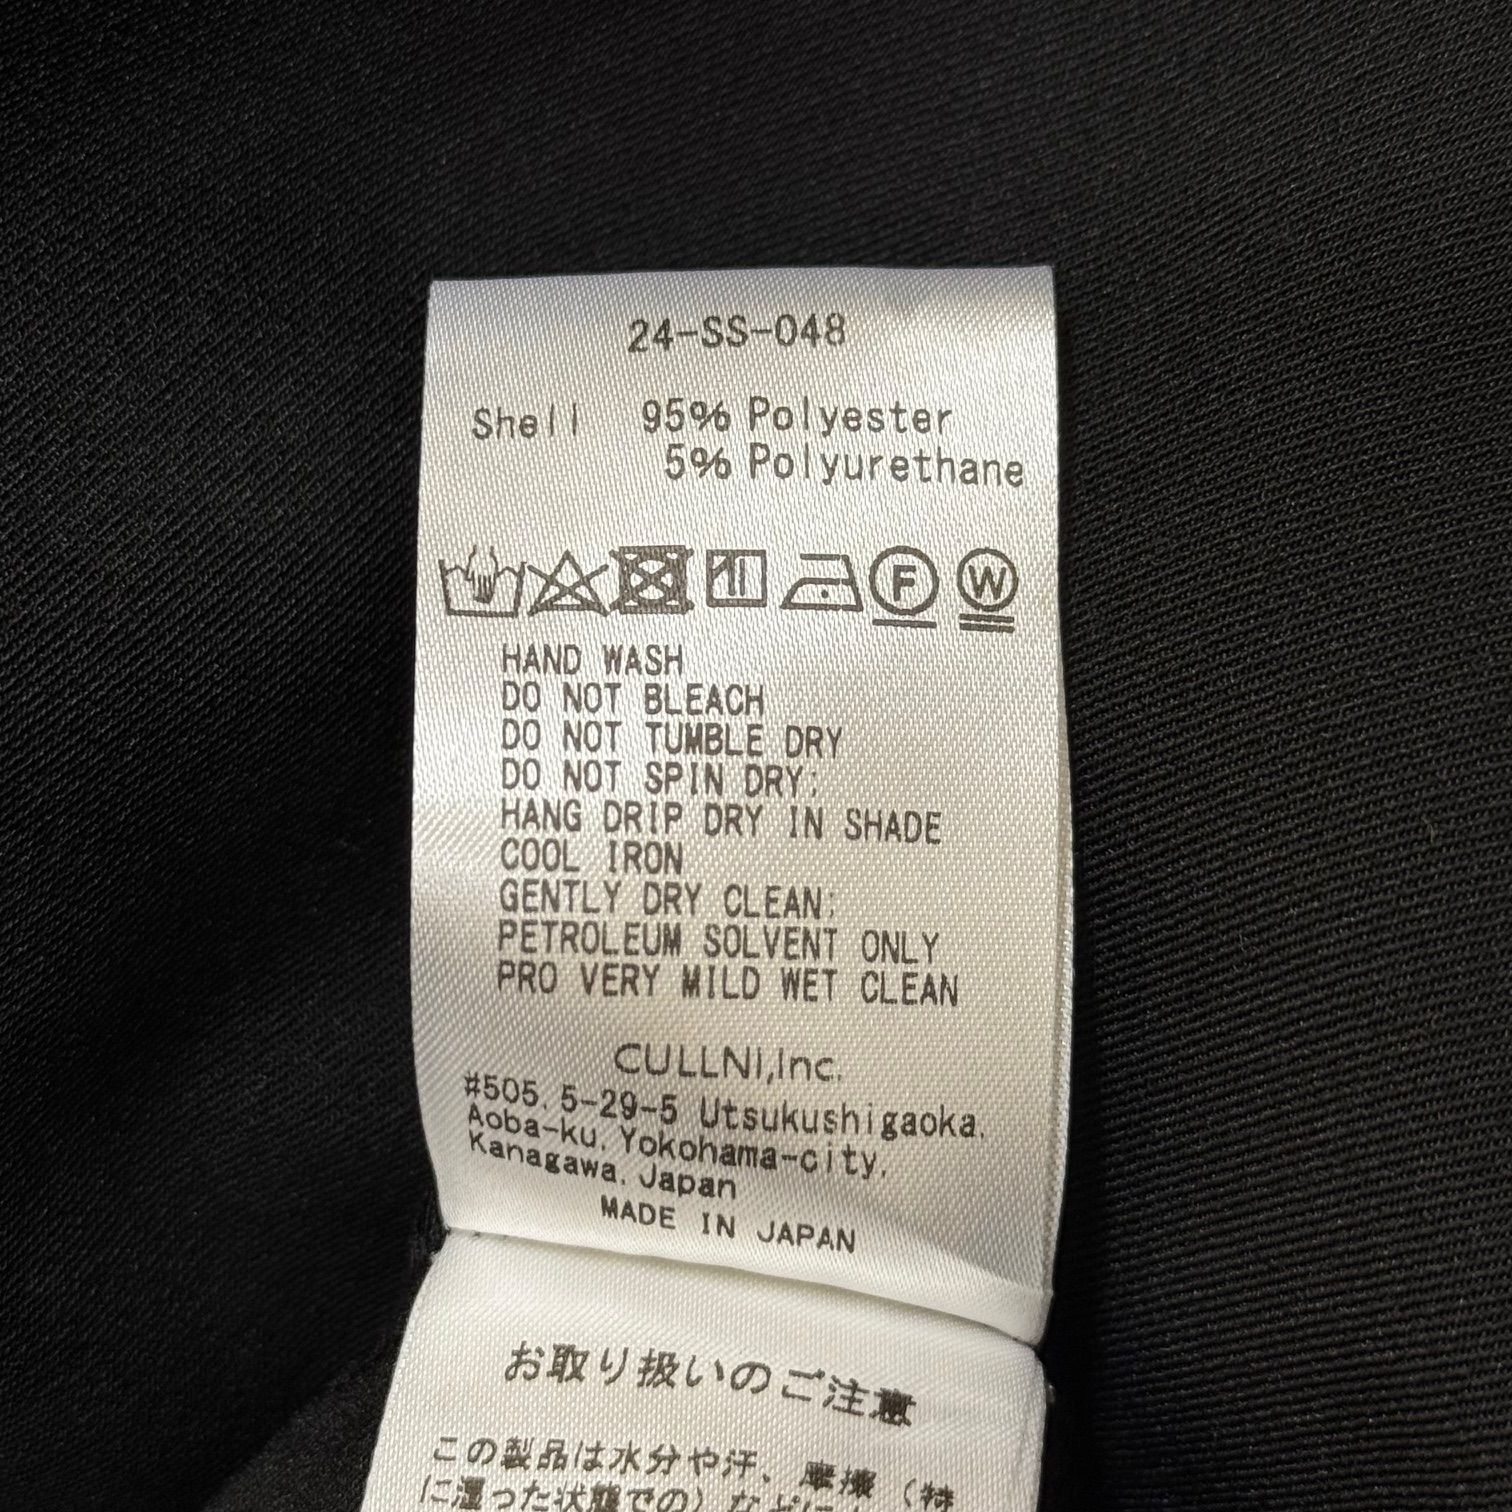 24-SS-048
Shell 95% Polyester
5% Polyurethane
F W
HAND WASH
DO NOT BLEACH
DO NOT TUMBLE DRY
DO NOT SPIN DRY;
HANG DRIP DRY IN SHADE
COOL IRON
GENTLY DRY CLEAN;
PETROLEUM SOLVENT ONLY
PRO VERY MILD WET CLEAN
CULLNI,Inc.
#505, 5-29-5 Utsukushigaoka,
Aoba-ku, Yokohama-city,
Kanagawa, Japan
MADE IN JAPAN
お取り扱いのご注意
この製品は水分や汗、摩擦（特
に湿った状態での）などに